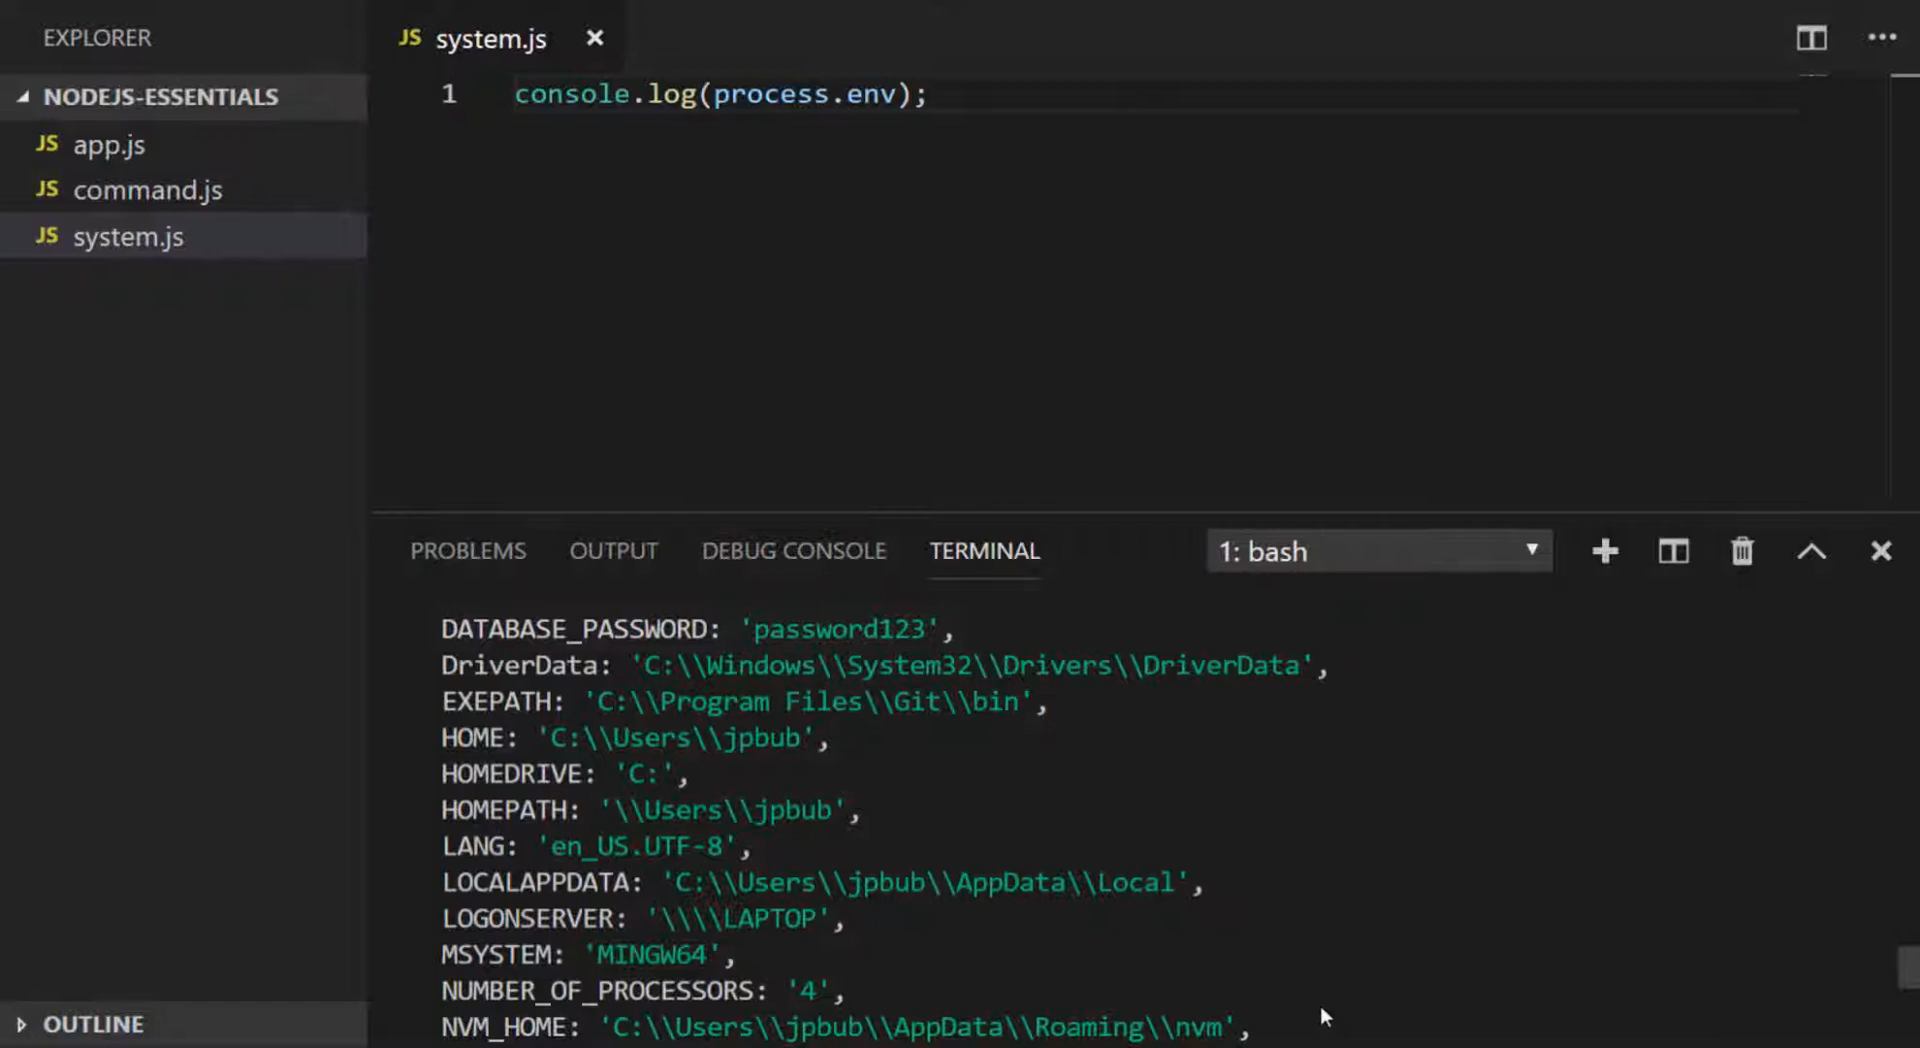 EXPLORER
NODEJS-ESSENTIALS
JS app.js
JS command.js
JS system.js
OUTLINE
JS system.js
1 console.log(process.env);
PROBLEMS OUTPUT DEBUG CONSOLE TERMINAL 1: bash
DATABASE_PASSWORD: 'password123',
DriverData: 'C:\\Windows\\System32\\Drivers\\DriverData',
EXEPATH: 'C:\\Program Files\\Git\\bin',
HOME: 'C:\\Users\\jpbub',
HOMEDRIVE: 'C:',
HOMEPATH: '\\Users\\jpbub',
LANG: 'en_US.UTF-8',
LOCALAPPDATA: 'C:\\Users\\jpbub\\AppData\\Local',
LOGONSERVER: '\\\\LAPTOP',
MSYSTEM: 'MINGW64',
NUMBER_OF_PROCESSORS: '4',
NVM_HOME: 'C:\\Users\\jpbub\\AppData\\Roaming\\nvm',